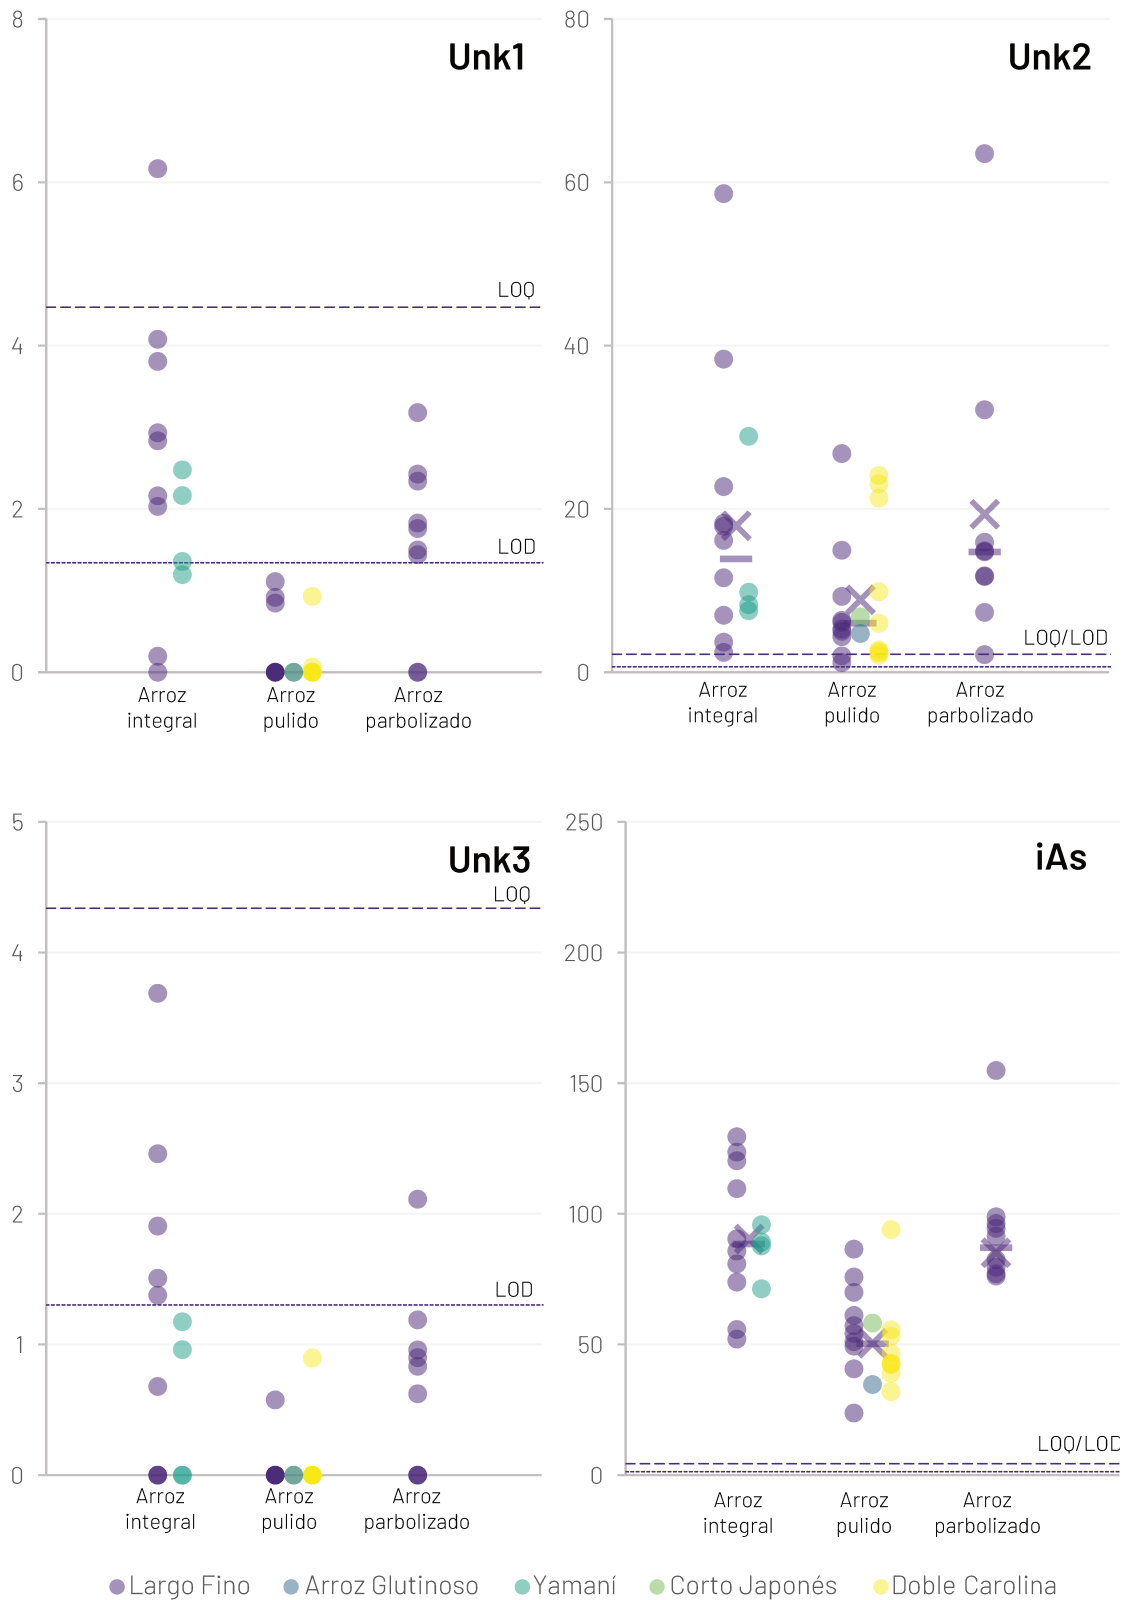 Unk1
8
6
4
2
0
LOQ
LOD
Arroz integral
Arroz pulido
Arroz parbolizado
Unk2
80
60
40
20
0
LOQ/LOD
Arroz integral
Arroz pulido
Arroz parbolizado
Unk3
5
4
3
2
1
0
LOQ
LOD
Arroz integral
Arroz pulido
Arroz parbolizado
iAs
250
200
150
100
50
0
LOQ/LOD
Arroz integral
Arroz pulido
Arroz parbolizado
Largo Fino
Arroz Glutinoso
Yamaní
Corto Japonés
Doble Carolina